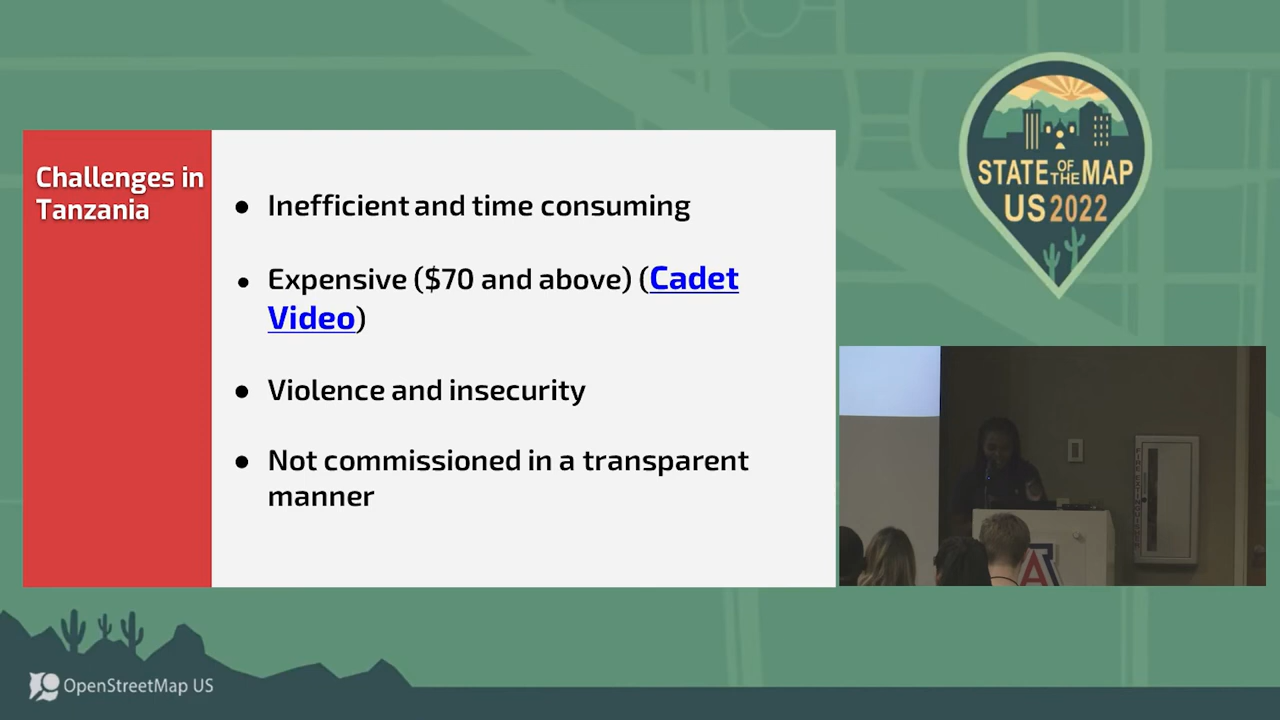 Challenges in
Tanzania
● Inefficient and time consuming
● Expensive ($70 and above) (Cadet
Video)
● Violence and insecurity
● Not commissioned in a transparent
manner
STATE OF THE MAP
US 2022
A
OpenStreetMap US